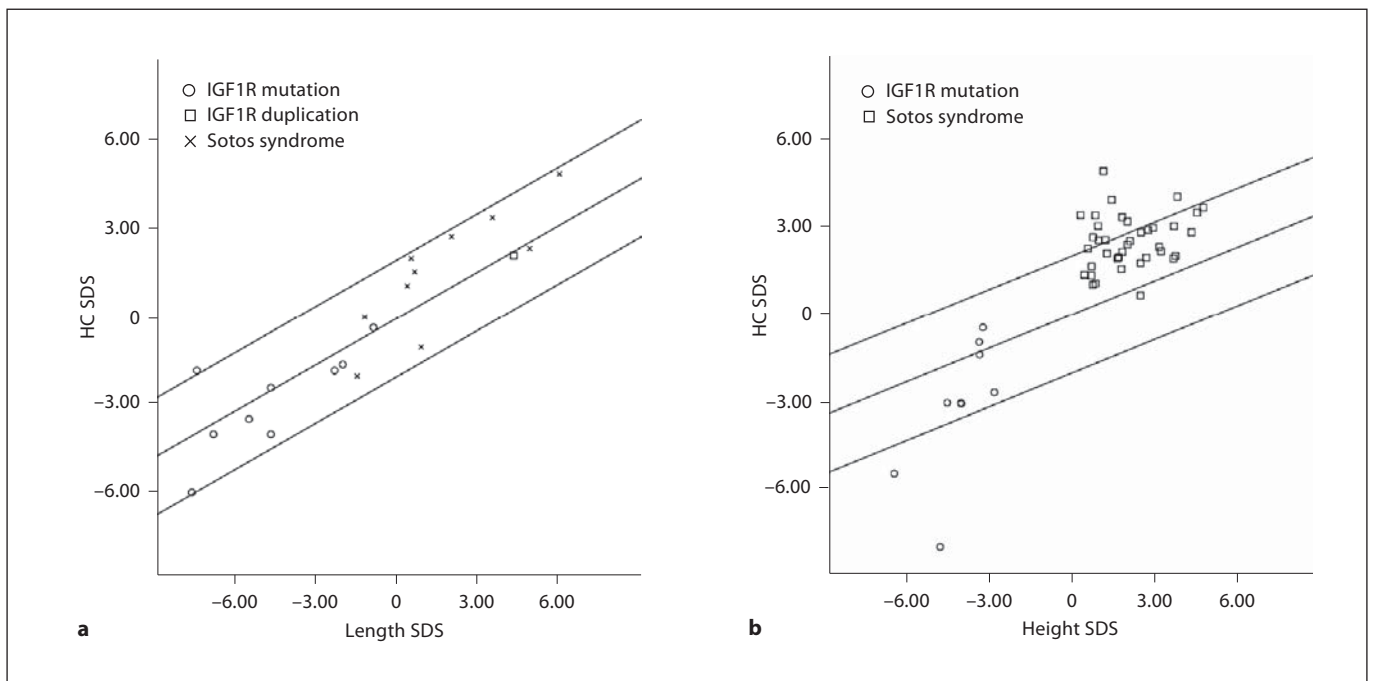 IGF1R mutation
IGF1R duplication
Sotos syndrome
HC SDS
6.00
3.00
0
–3.00
–6.00
–6.00 –3.00 0 3.00 6.00
Length SDS
a
IGF1R mutation
Sotos syndrome
HC SDS
6.00
3.00
0
–3.00
–6.00
–6.00 –3.00 0 3.00 6.00
Height SDS
b